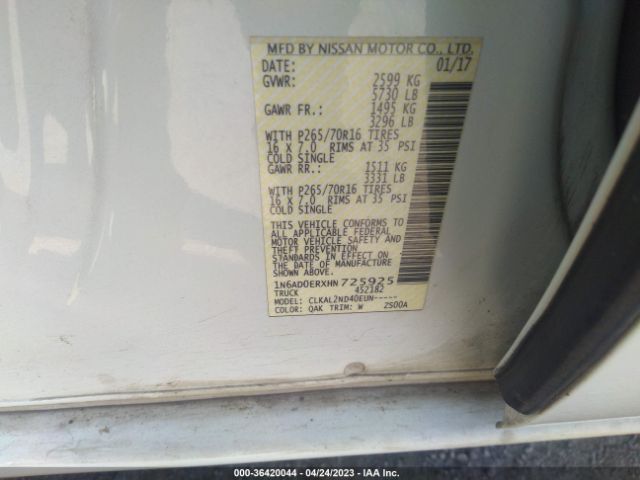 MFD BY NISSAN MOTOR CO., LTD.
DATE: 01/17
GVWR: 2599 KG
5730 LB
GAWR FR.: 1495 KG
3296 LB
WITH P265/70R16 TIRES
16 X 7.0 RIMS AT 35 PSI
COLD SINGLE
GAWR RR.: 1511 KG
3331 LB
WITH P265/70R16 TIRES
16 X 7.0 RIMS AT 35 PSI
COLD SINGLE
THIS VEHICLE CONFORMS TO
ALL APPLICABLE FEDERAL
MOTOR VEHICLE SAFETY AND
THEFT PREVENTION
STANDARDS IN EFFECT ON
THE DATE OF MANUFACTURE
SHOWN ABOVE.
1N6AD0ERXHN 725925
TRUCK 452182
MODEL: CLKAL2ND40EUN-----
COLOR: QAK TRIM: W ZS00A
000-36420044 - 04/24/2023 - IAA Inc.